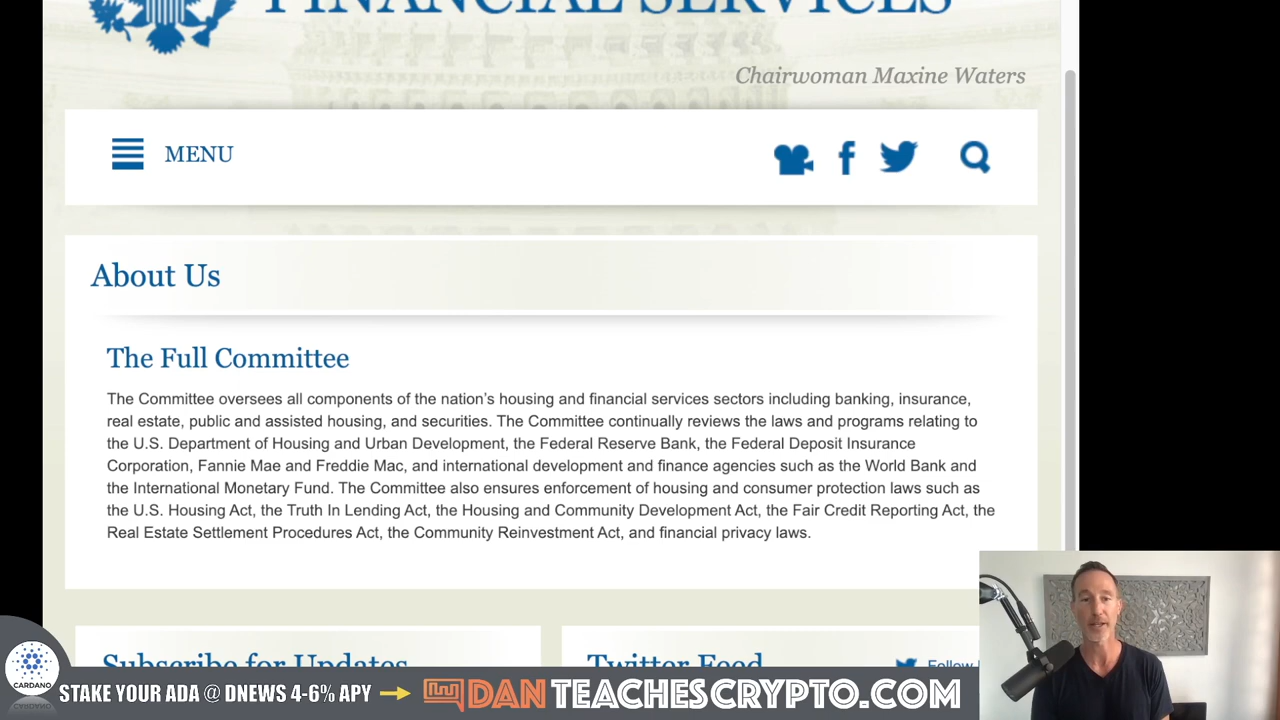 FINANCIAL SERVICES
Chairwoman Maxine Waters
MENU
About Us
The Full Committee
The Committee oversees all components of the nation's housing and financial services sectors including banking, insurance,
real estate, public and assisted housing, and securities. The Committee continually reviews the laws and programs relating to
the U.S. Department of Housing and Urban Development, the Federal Reserve Bank, the Federal Deposit Insurance
Corporation, Fannie Mae and Freddie Mac, and international development and finance agencies such as the World Bank and
the International Monetary Fund. The Committee also ensures enforcement of housing and consumer protection laws such as
the U.S. Housing Act, the Truth In Lending Act, the Housing and Community Development Act, the Fair Credit Reporting Act, the
Real Estate Settlement Procedures Act, the Community Reinvestment Act, and financial privacy laws.
Subscribe for Updates
Twitter Feed
Follow
CARDANO
STAKE YOUR ADA @ DNEWS 4-6% APY
DANTEACHESCRYPTO.COM